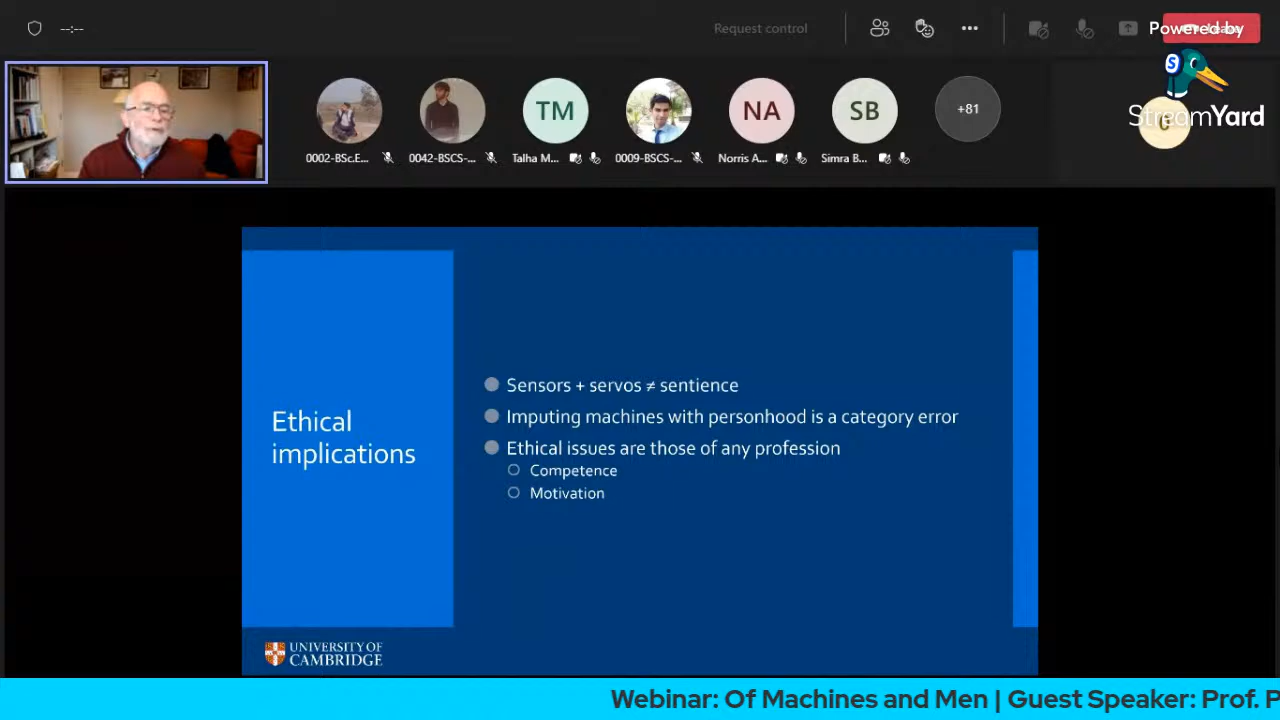 --:--
Request control
Powered by
StreamYard
TM
NA
SB
+81
0002-BSc.E...
0042-BSCS-...
Talha M...
0009-BSCS-...
Norris A...
Simra B...
Ethical
implications
Sensors + servos ≠ sentience
Imputing machines with personhood is a category error
Ethical issues are those of any profession
Competence
Motivation
UNIVERSITY OF
CAMBRIDGE
Webinar: Of Machines and Men | Guest Speaker: Prof. P